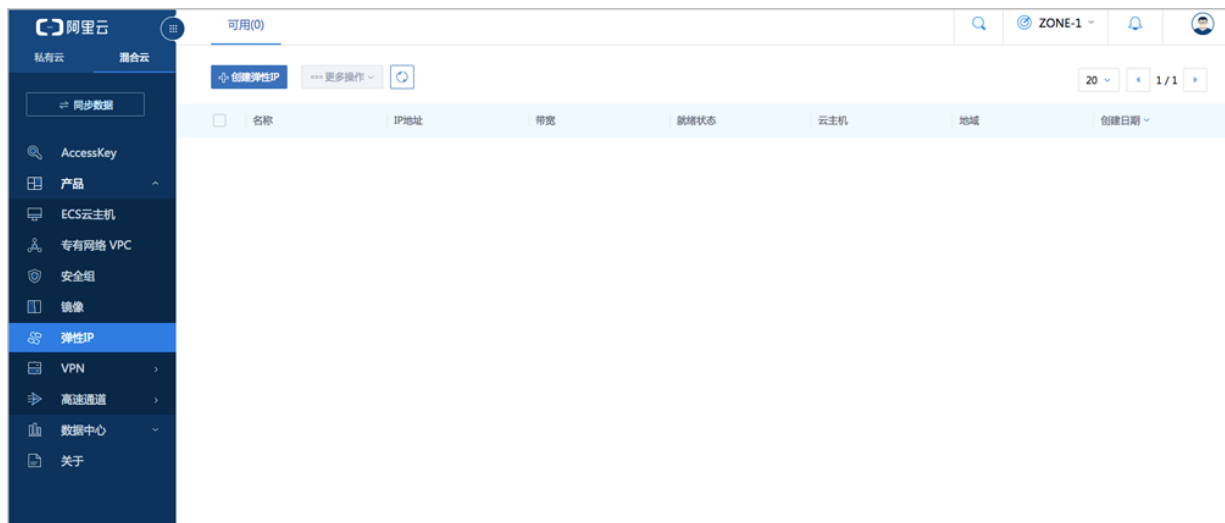 阿里云
可用(0)
ZONE-1
私有云 混合云
创建弹性IP 更多操作
20 1 / 1
同步数据
名称 IP地址 带宽 就绪状态 云主机 地域 创建日期
AccessKey
产品
ECS云主机
专有网络 VPC
安全组
镜像
弹性IP
VPN
高速通道
数据中心
关于